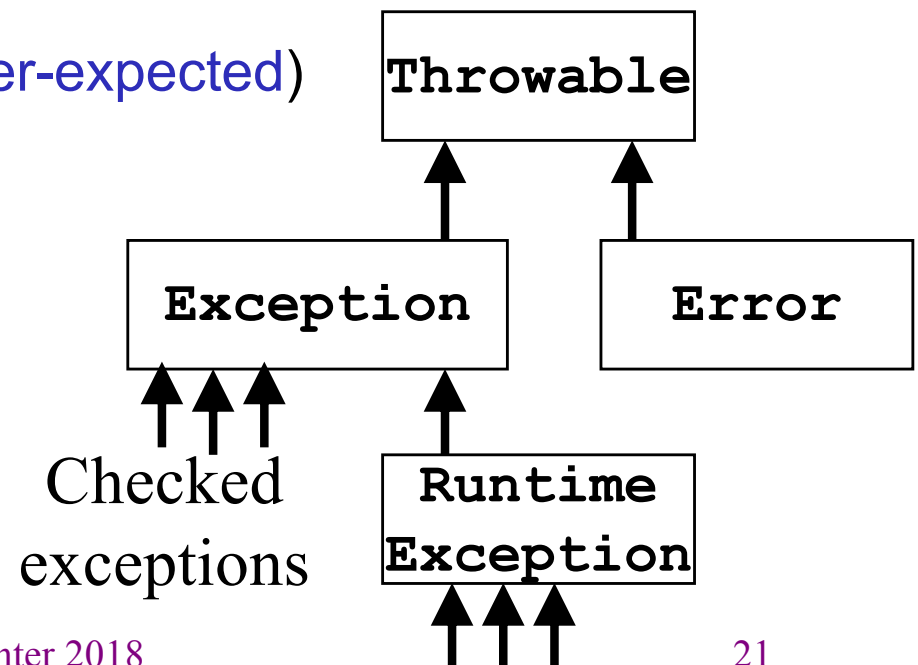 er-expected)
Throwable
Exception
Error
Checked
exceptions
Runtime
Exception
nter 2018
21